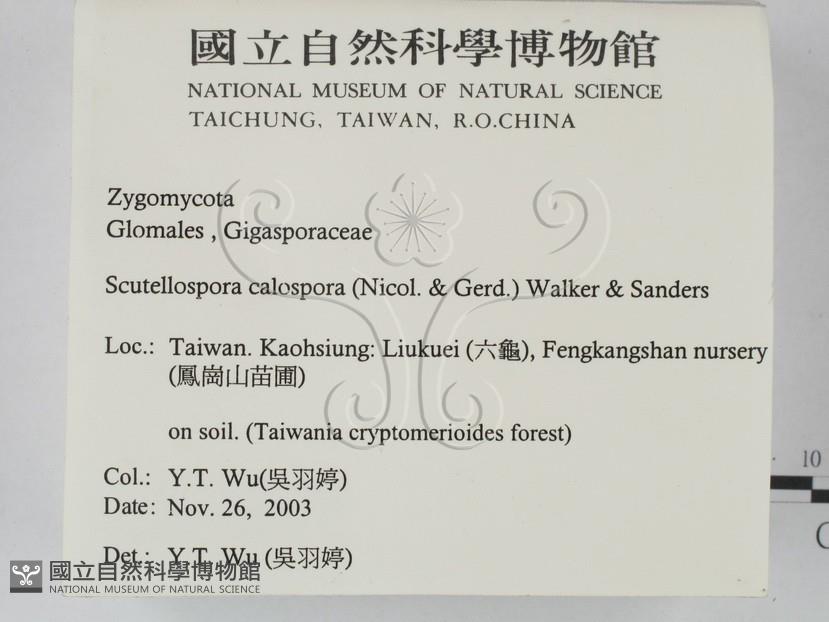 國立自然科學博物館
NATIONAL MUSEUM OF NATURAL SCIENCE
TAICHUNG, TAIWAN, R.O.CHINA
Zygomycota
Glomales , Gigasporaceae
Scutellospora calospora (Nicol. & Gerd.) Walker & Sanders
Loc.: Taiwan. Kaohsiung: Liukuei (六龜), Fengkangshan nursery
(鳳崗山苗圃)
on soil. (Taiwania cryptomerioides forest)
Col.: Y.T. Wu(吳羽婷)
Date: Nov. 26, 2003
Det.: Y.T. Wu (吳羽婷)
10
國立自然科學博物館
NATIONAL MUSEUM OF NATURAL SCIENCE